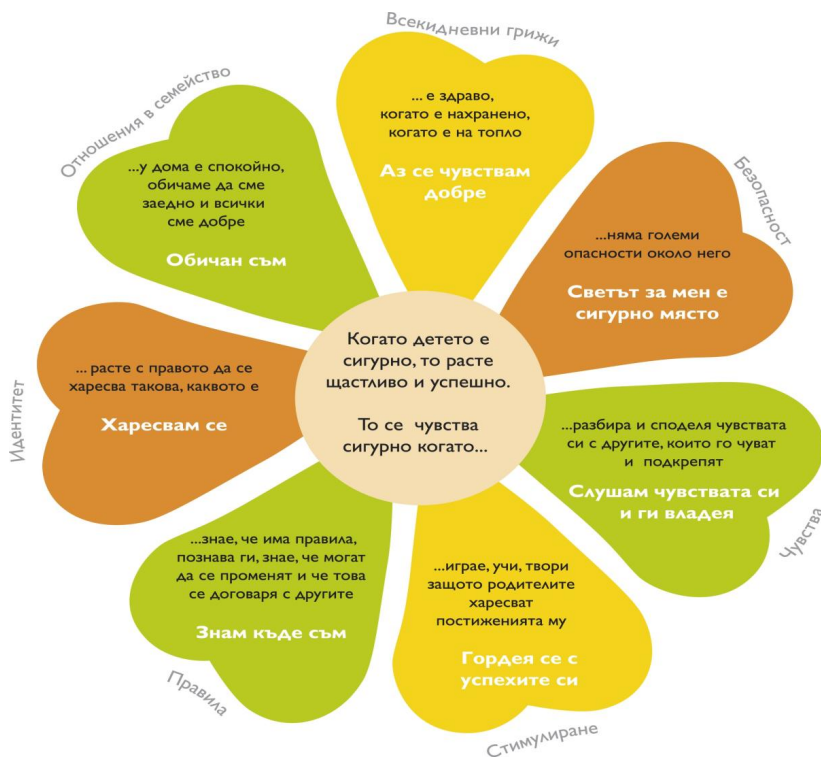 Всекидневни грижи
... е здраво,
когато е нахранено,
когато е на топло
Аз се чувствам
добре
Безопасност
...няма големи
опасности около него
Светът за мен е
сигурно място
Чувства
...разбира и споделя чувствата
си с другите, които го чуват
и подкрепят
Слушам чувствата си
и ги владея
Стимулиране
...играе, учи, твори
защото родителите
харесват
постиженията му
Гордея се с
успехите си
Правила
...знае, че има правила,
познава ги, знае, че могат
да се променят и че това
се договаря с другите
Знам къде съм
Идентитет
... расте с правото да се
харесва такова, каквото е
Харесвам се
Отношения в семейство
...у дома е спокойно,
обичаме да сме
заедно и всички
сме добре
Обичан съм
Когато детето е
сигурно, то расте
щастливо и успешно.
То се чувства
сигурно когато...